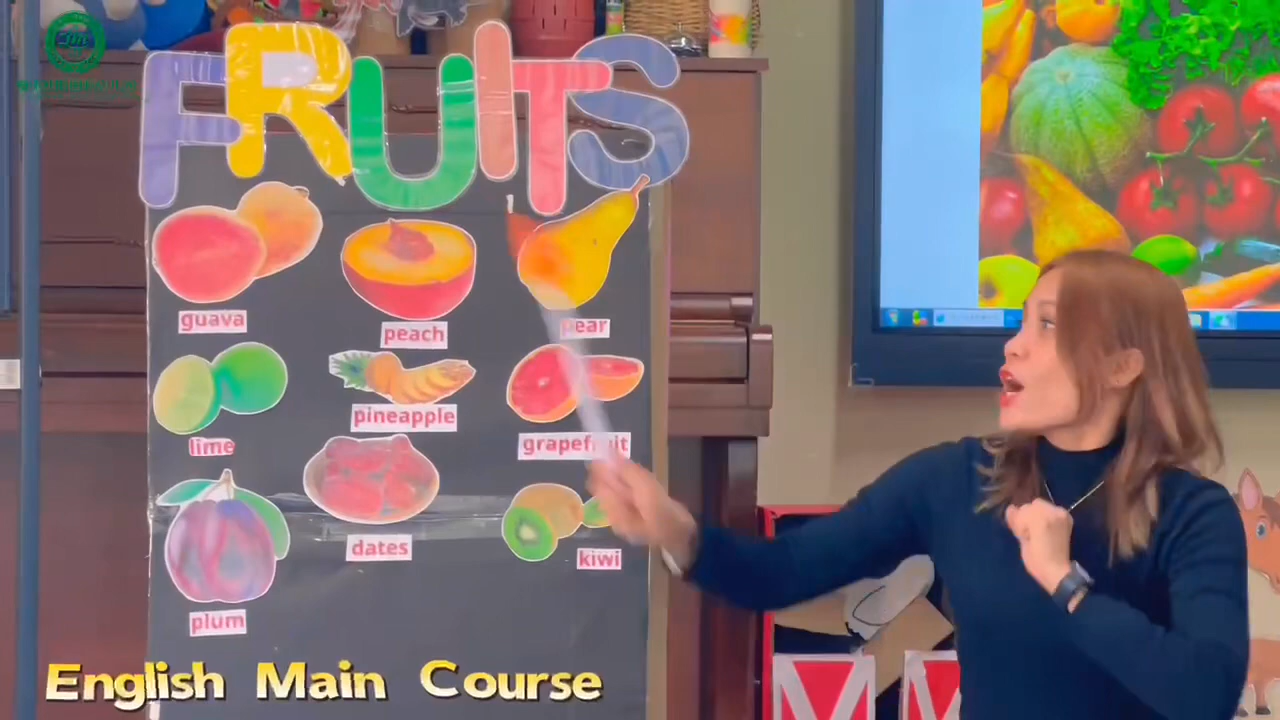 FRUITS
guava
peach
pear
lime
pineapple
grapefruit
plum
dates
kiwi
English Main Course